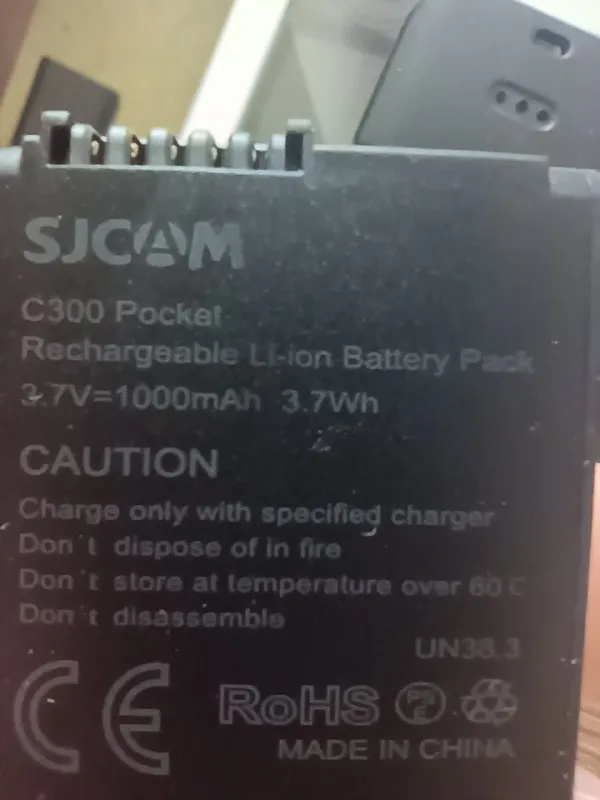 SJCAM
C300 Pocket
Rechargeable Li-ion Battery Pack
3.7V=1000mAh 3.7Wh
CAUTION
Charge only with specified charger
Don't dispose of in fire
Don't store at temperature over 60 C
Don't disassemble
UN38.3
CE RoHS PSE
MADE IN CHINA